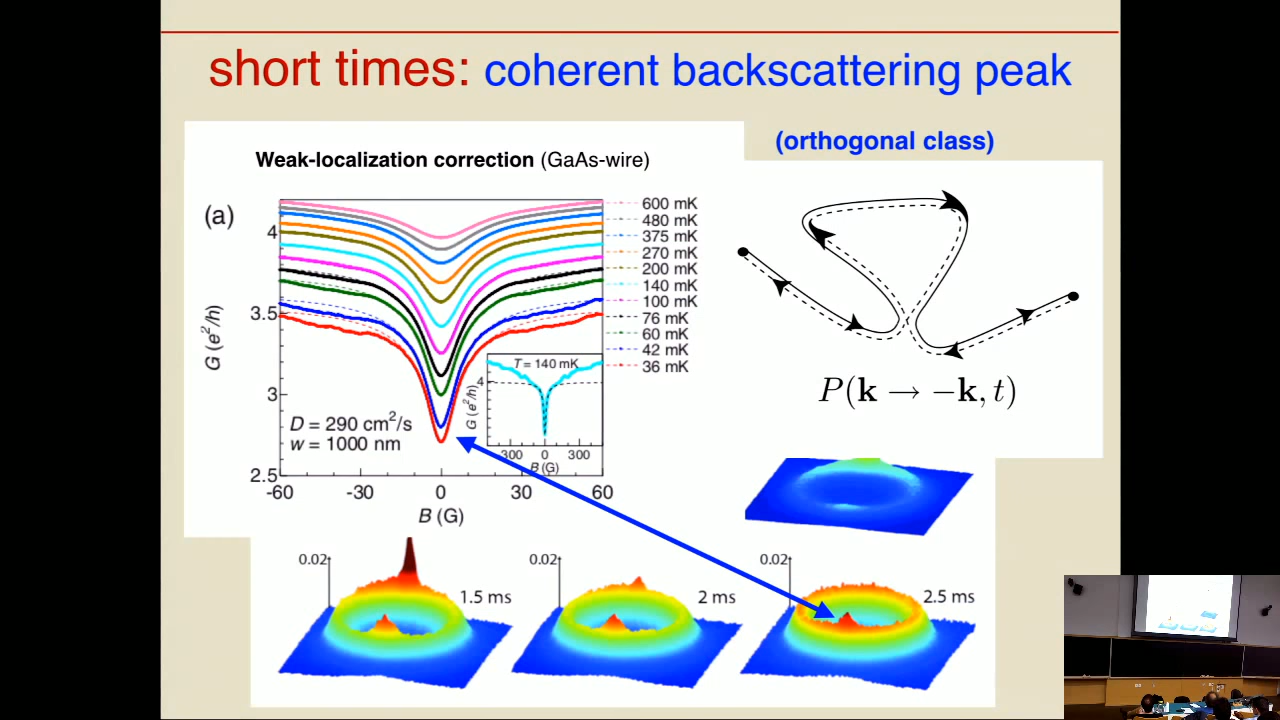 short times: coherent backscattering peak
(orthogonal class)
Weak-localization correction (GaAs-wire)
(a)
600 mK
480 mK
375 mK
270 mK
200 mK
140 mK
100 mK
76 mK
60 mK
42 mK
36 mK
4
3.5
3
2.5
G (e²/h)
D = 290 cm²/s
w = 1000 nm
-60
-30
0
30
60
B (G)
T = 140 mK
4
G (e²/h)
300
0
300
B (G)
P(k → −k, t)
0.02
1.5 ms
0.02
2 ms
0.02
2.5 ms